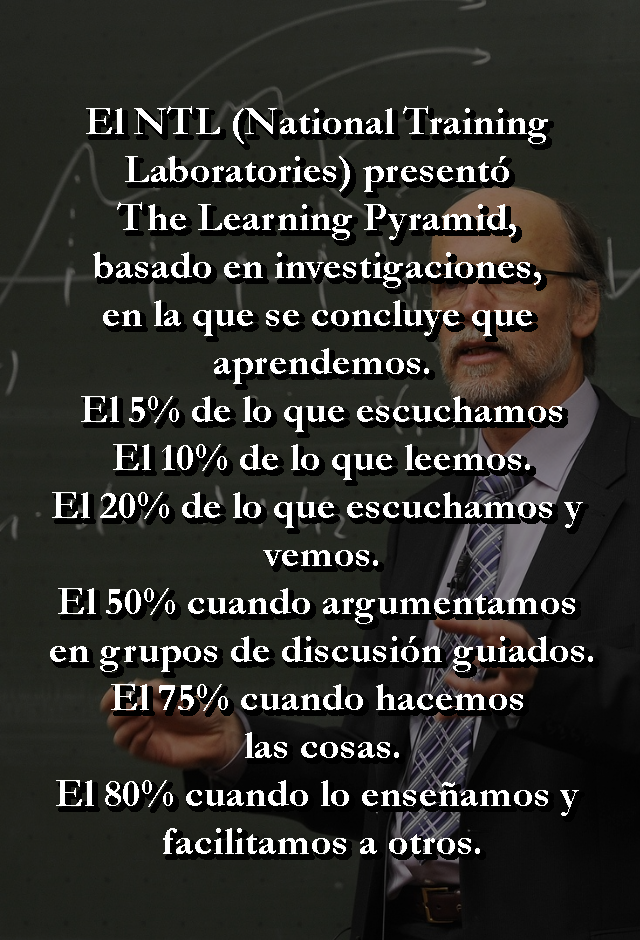 El NTL (National Training
Laboratories) presentó
The Learning Pyramid,
basado en investigaciones,
en la que se concluye que
aprendemos.
El 5% de lo que escuchamos
El 10% de lo que leemos.
El 20% de lo que escuchamos y
vemos.
El 50% cuando argumentamos
en grupos de discusión guiados.
El 75% cuando hacemos
las cosas.
El 80% cuando lo enseñamos y
facilitamos a otros.